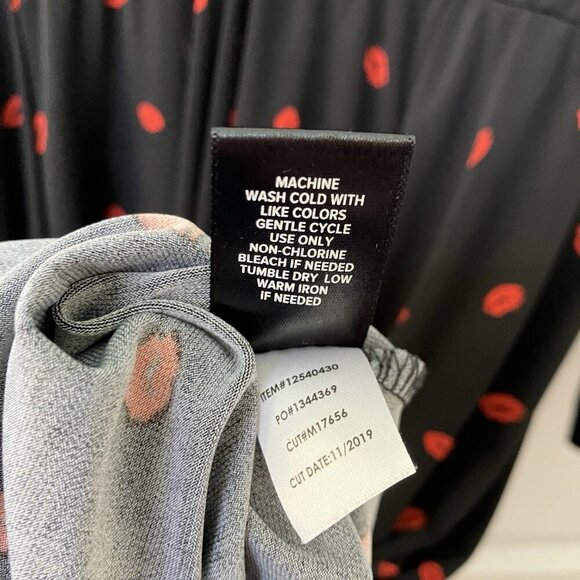 MACHINE
WASH COLD WITH
LIKE COLORS
GENTLE CYCLE
USE ONLY
NON-CHLORINE
BLEACH IF NEEDED
TUMBLE DRY LOW
WARM IRON
IF NEEDED
ITEM#12540430
PO#1344369
CUT#M17656
CUT DATE:11/2019